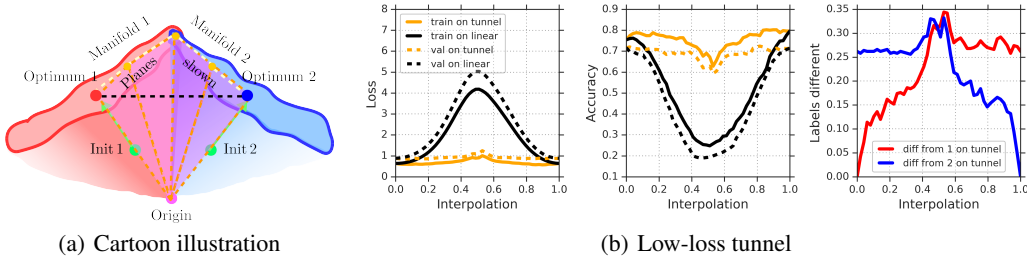 Manifold 1
Manifold 2
Optimum 1
Planes
shown
Optimum 2
Init 1
Init 2
Origin
(a) Cartoon illustration
8
7
6
5
4
3
2
1
0
Loss
train on tunnel
train on linear
val on tunnel
val on linear
0.0 0.2 0.4 0.6 0.8 1.0
Interpolation
0.9
0.8
0.7
0.6
0.5
0.4
0.3
0.2
0.1
Accuracy
0.0 0.2 0.4 0.6 0.8 1.0
Interpolation
0.35
0.30
0.25
0.20
0.15
0.10
0.05
0.00
Labels different
diff from 1 on tunnel
diff from 2 on tunnel
0.0 0.2 0.4 0.6 0.8 1.0
Interpolation
(b) Low-loss tunnel